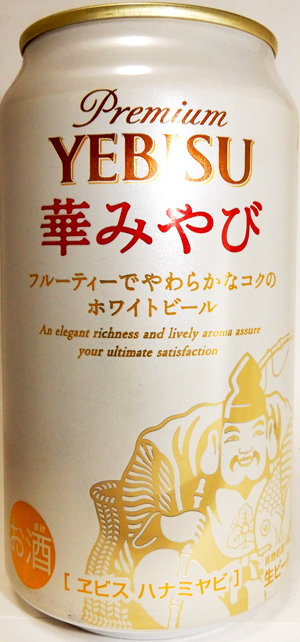 Premium
YEBISU
華みやび
フルーティーでやわらかなコクの
ホワイトビール
An elegant richness and lively aroma assure
your ultimate satisfaction
さけ
お酒
生ビ
[ ヱビス ハナミヤビ ]